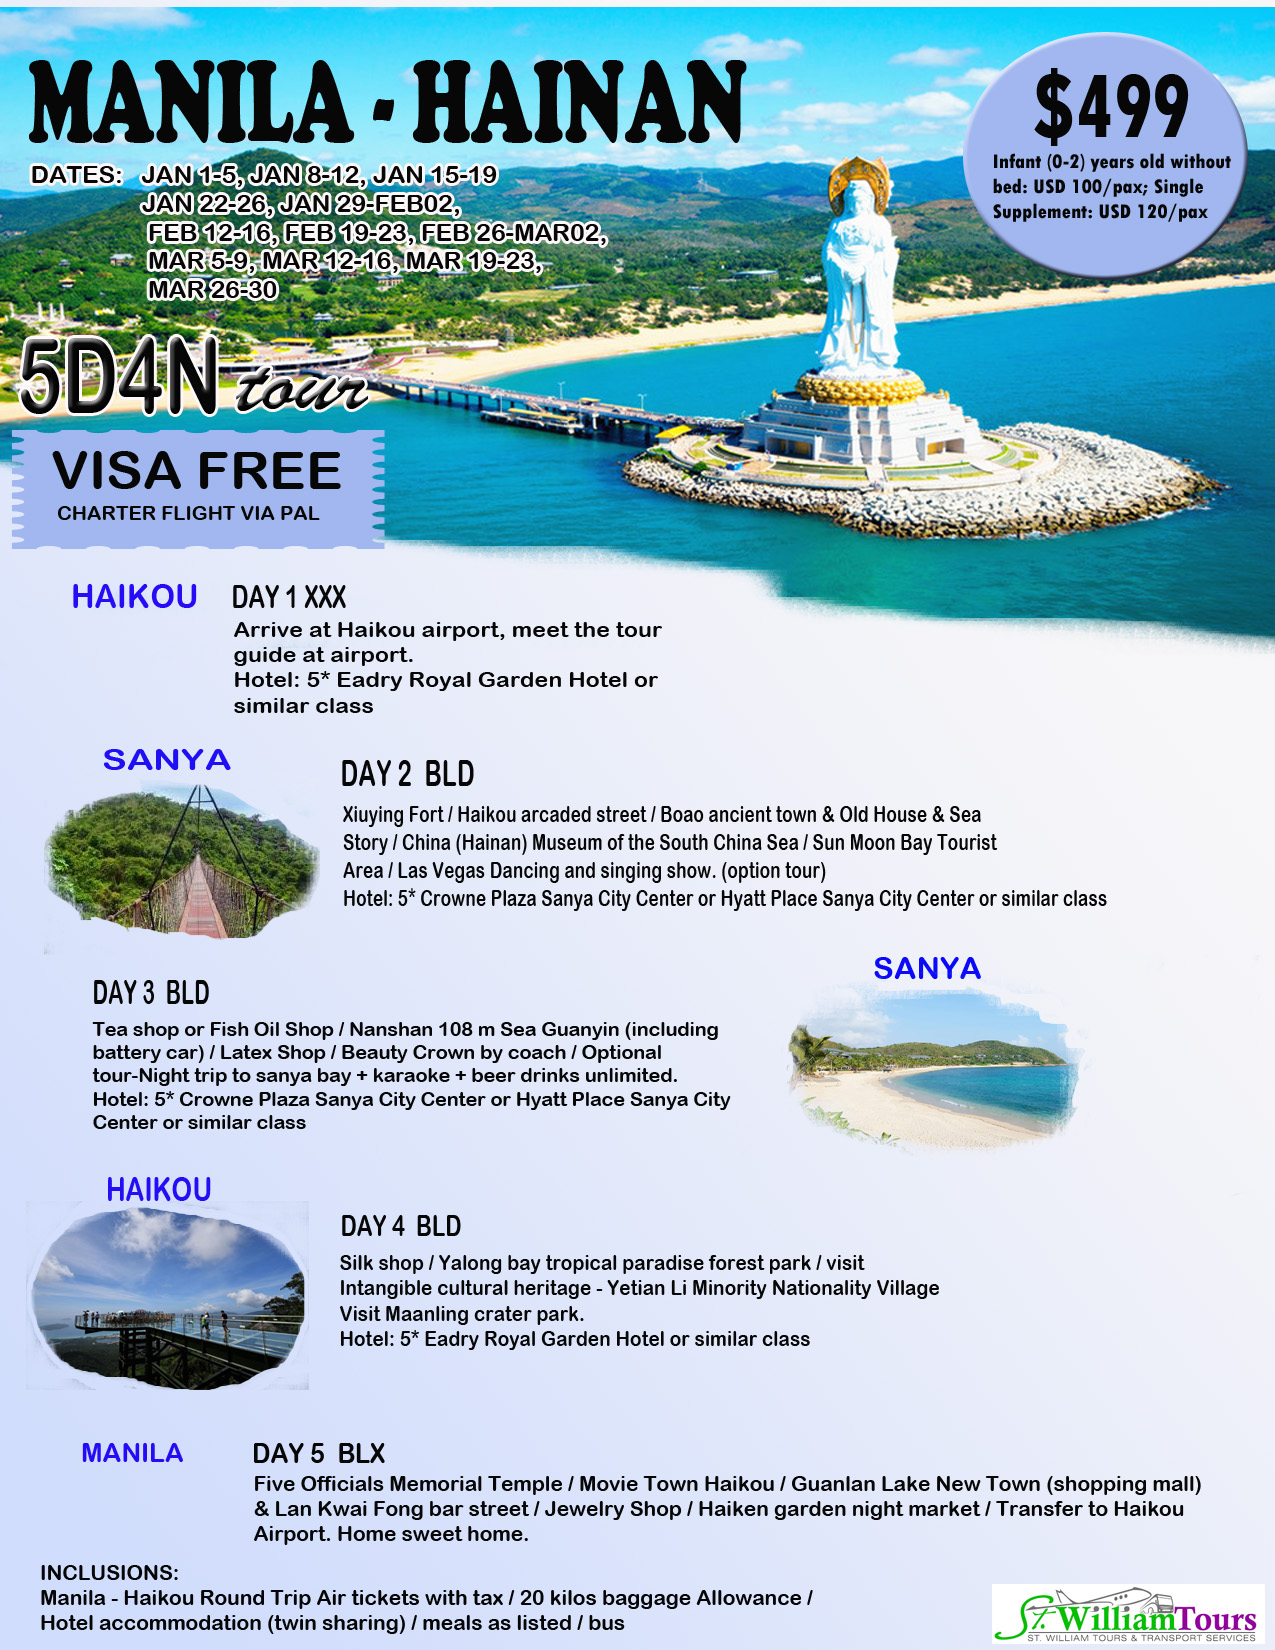 MANILA - HAINAN
$499
Infant (0-2) years old without
bed: USD 100/pax; Single
Supplement: USD 120/pax
DATES: JAN 1-5, JAN 8-12, JAN 15-19
JAN 22-26, JAN 29-FEB02,
FEB 12-16, FEB 19-23, FEB 26-MAR02,
MAR 5-9, MAR 12-16, MAR 19-23,
MAR 26-30
5D4N tour
VISA FREE
CHARTER FLIGHT VIA PAL
HAIKOU DAY 1 XXX
Arrive at Haikou airport, meet the tour
guide at airport.
Hotel: 5* Eadry Royal Garden Hotel or
similar class
SANYA
DAY 2 BLD
Xiuying Fort / Haikou arcaded street / Boao ancient town & Old House & Sea
Story / China (Hainan) Museum of the South China Sea / Sun Moon Bay Tourist
Area / Las Vegas Dancing and singing show. (option tour)
Hotel: 5* Crowne Plaza Sanya City Center or Hyatt Place Sanya City Center or similar class
SANYA
DAY 3 BLD
Tea shop or Fish Oil Shop / Nanshan 108 m Sea Guanyin (including
battery car) / Latex Shop / Beauty Crown by coach / Optional
tour-Night trip to sanya bay + karaoke + beer drinks unlimited.
Hotel: 5* Crowne Plaza Sanya City Center or Hyatt Place Sanya City
Center or similar class
HAIKOU
DAY 4 BLD
Silk shop / Yalong bay tropical paradise forest park / visit
Intangible cultural heritage - Yetian Li Minority Nationality Village
Visit Maanling crater park.
Hotel: 5* Eadry Royal Garden Hotel or similar class
MANILA DAY 5 BLX
Five Officials Memorial Temple / Movie Town Haikou / Guanlan Lake New Town (shopping mall)
& Lan Kwai Fong bar street / Jewelry Shop / Haiken garden night market / Transfer to Haikou
Airport. Home sweet home.
INCLUSIONS:
Manila - Haikou Round Trip Air tickets with tax / 20 kilos baggage Allowance /
Hotel accommodation (twin sharing) / meals as listed / bus
St. WilliamTours
ST. WILLIAM TOURS & TRANSPORT SERVICES